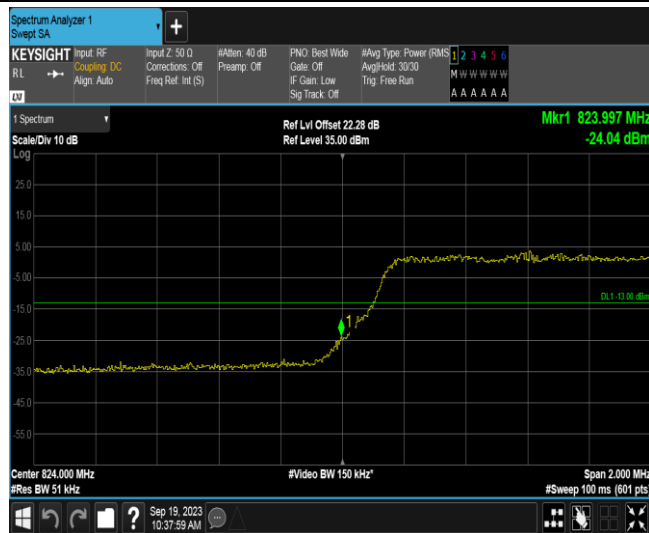 Spectrum Analyzer 1
Swept SA
+
KEYSIGHT
RL
Input: RF
Coupling: DC
Align: Auto
Input Z: 50 Ω
Corrections: Off
Freq Ref: Int (S)
#Atten: 40 dB
Preamp: Off
PNO: Best Wide
Gate: Off
IF Gain: Low
Sig Track: Off
#Avg Type: Power (RMS
Avg|Hold: 30/30
Trig: Free Run
1 2 3 4 5 6
M W W W W W
A A A A A A
1 Spectrum
Scale/Div 10 dB
Log
Ref Lvl Offset 22.28 dB
Ref Level 35.00 dBm
Mkr1 823.997 MHz
-24.04 dBm
25.0
15.0
5.00
-5.00
-15.0
-25.0
-35.0
-45.0
-55.0
DL1 -13.00 dBm
1
Center 824.000 MHz
#Res BW 51 kHz
#Video BW 150 kHz*
Span 2.000 MHz
#Sweep 100 ms (601 pts
?
Sep 19, 2023
10:37:59 AM